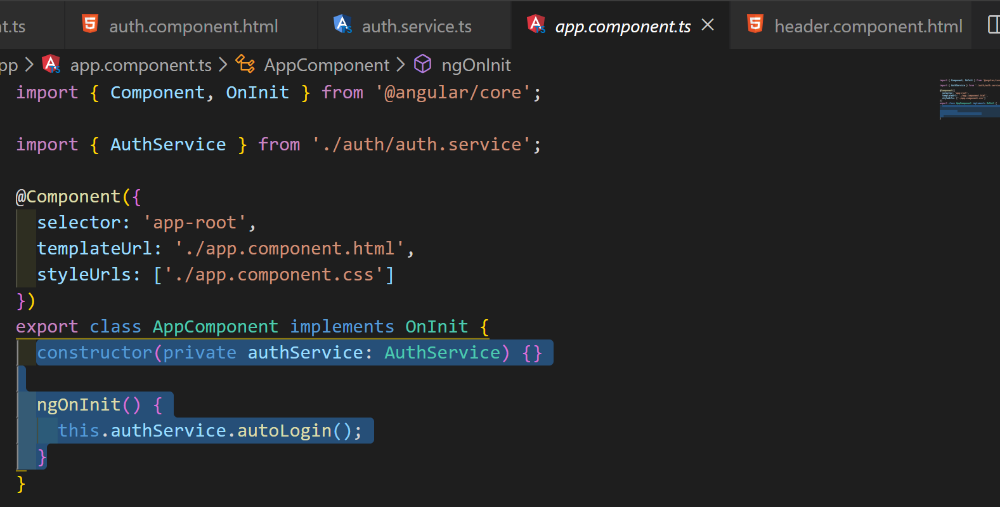 t.ts auth.component.html auth.service.ts app.component.ts header.component.html
pp > app.component.ts > AppComponent > ngOnInit
import { Component, OnInit } from '@angular/core';
import { AuthService } from './auth/auth.service';
@Component({
  selector: 'app-root',
  templateUrl: './app.component.html',
  styleUrls: ['./app.component.css']
})
export class AppComponent implements OnInit {
  constructor(private authService: AuthService) {}
  ngOnInit() {
    this.authService.autoLogin();
  }
}